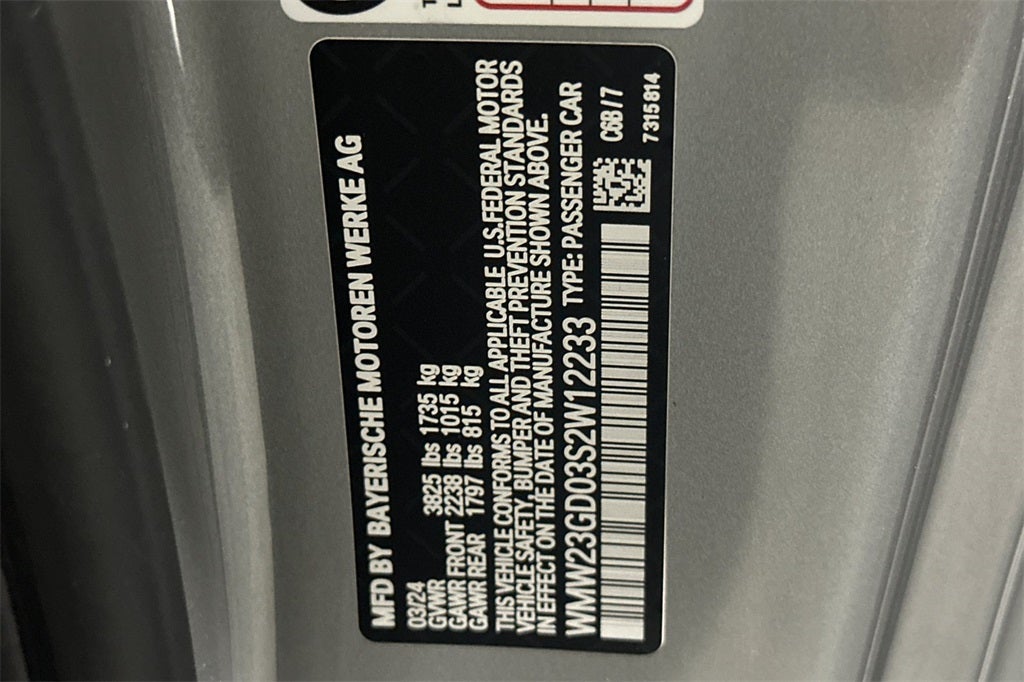 MFD BY BAYERISCHE MOTOREN WERKE AG
03/24
GVWR 3825 lbs 1735 kg
GAWR FRONT 2238 lbs 1015 kg
GAWR REAR 1797 lbs 815 kg
THIS VEHICLE CONFORMS TO ALL APPLICABLE U.S.FEDERAL MOTOR
VEHICLE SAFETY, BUMPER AND THEFT PREVENTION STANDARDS
IN EFFECT ON THE DATE OF MANUFACTURE SHOWN ABOVE.
WMW23GD03S2W12233 TYPE: PASSENGER CAR
C6B/7
7315814